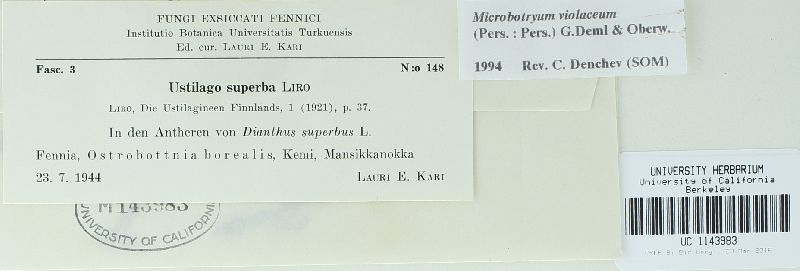 FUNGI EXSICCATI FENNICI
Instituto Botanica Universitatis Turkuensis
Ed. cur. LAURI E. KARI
Fasc. 3 N:o 148
Ustilago superba LIRO
LIRO, Die Ustilagineen Finnlands, 1 (1921), p. 37.
In den Antheren von Dianthus superbus L.
Fennia, Ostrobottnia borealis, Kemi, Mansikkanokka
23. 7. 1944 LAURI E. KARI
Microbotryum violaceum
(Pers. : Pers.) G.Deml & Oberw.
1994 Rev. C. Denchev (SOM)
M 143983
UNIVERSITY OF CALIFORNIA
UNIVERSITY HERBARIUM
University of California
Berkeley
UC 1143983